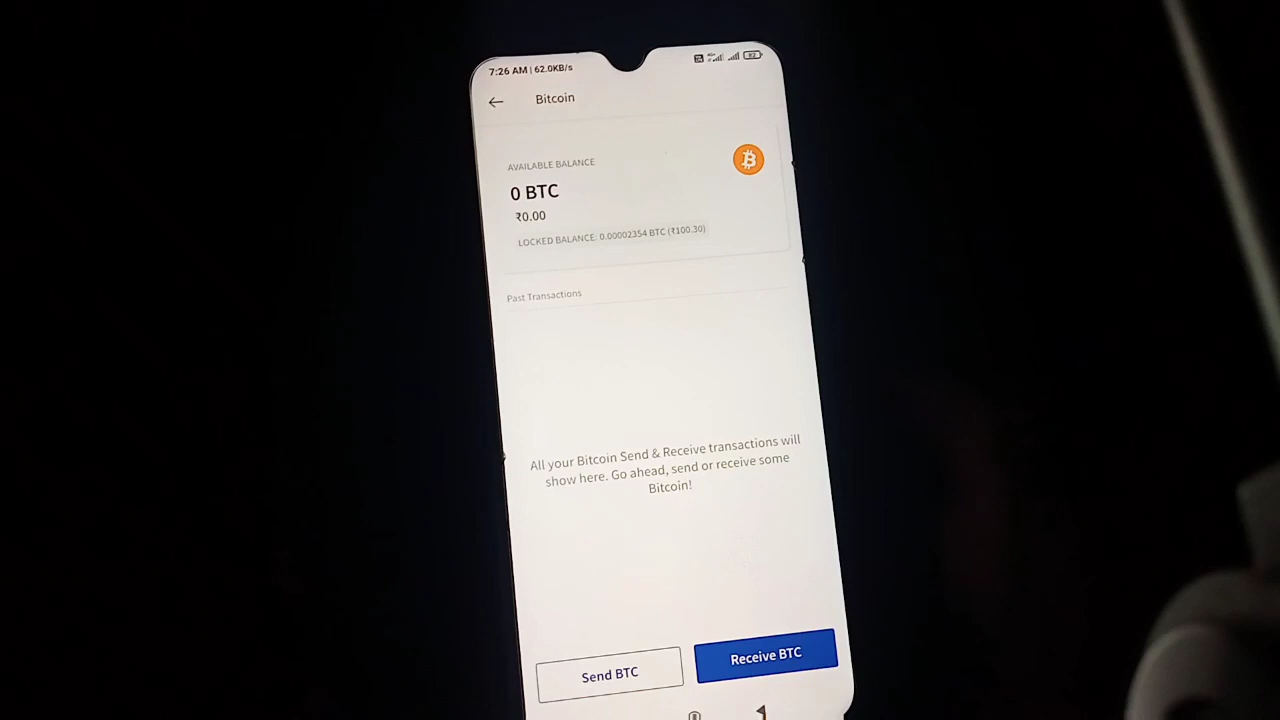 7:26 AM | 62.0KB/s
Bitcoin
AVAILABLE BALANCE
0 BTC
₹0.00
LOCKED BALANCE: 0.00002354 BTC (₹100.30)
Past Transactions
All your Bitcoin Send & Receive transactions will
show here. Go ahead, send or receive some
Bitcoin!
Send BTC
Receive BTC